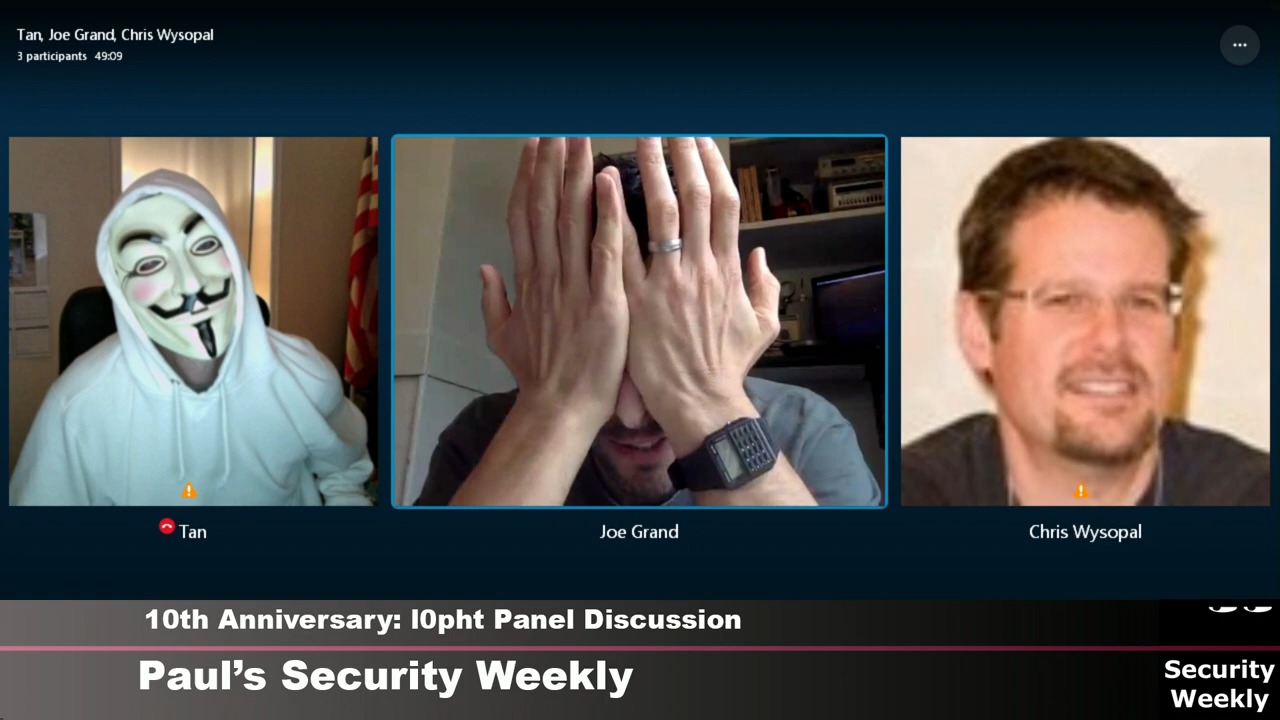 Tan, Joe Grand, Chris Wysopal
3 participants 49:09
Tan
Joe Grand
Chris Wysopal
10th Anniversary: l0pht Panel Discussion
Paul's Security Weekly
Security
Weekly